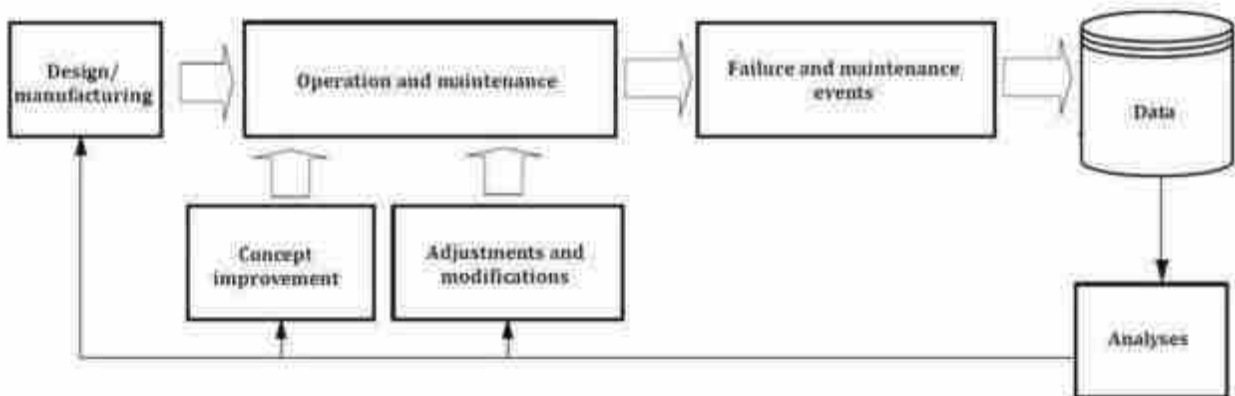 Design/
manufacturing
Operation and maintenance
Failure and maintenance
events
Data
Concept
improvement
Adjustments and
modifications
Analyses